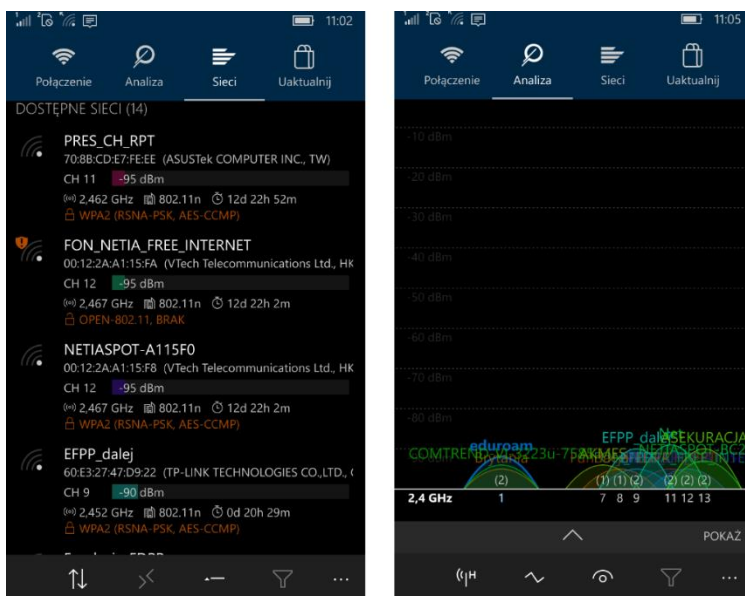 11:02
Połączenie Analiza Sieci Uaktualnij
DOSTĘPNE SIECI (14)
PRES_CH_RPT
70:8B:CD:E7:FE:EE (ASUSTek COMPUTER INC., TW)
CH 11 -95 dBm
2,462 GHz 802.11n 12d 22h 52m
WPA2 (RSNA-PSK, AES-CCMP)
FON_NETIA_FREE_INTERNET
00:12:2A:A1:15:FA (VTech Telecommunications Ltd., HK
CH 12 -95 dBm
2,467 GHz 802.11n 12d 22h 2m
OPEN-802.11, BRAK
NETIASPOT-A115F0
00:12:2A:A1:15:F8 (VTech Telecommunications Ltd., HK
CH 12 -95 dBm
2,467 GHz 802.11n 12d 22h 2m
WPA2 (RSNA-PSK, AES-CCMP)
EFPP_dalej
60:E3:27:47:D9:22 (TP-LINK TECHNOLOGIES CO.,LTD., (
CH 9 -90 dBm
2,452 GHz 802.11n 0d 20h 29m
WPA2 (RSNA-PSK, AES-CCMP)
11:05
Połączenie Analiza Sieci Uaktualnij
-10 dBm
-20 dBm
-30 dBm
-40 dBm
-50 dBm
-60 dBm
-70 dBm
-80 dBm
EFPP_dalej
eduroam
(2) (1) (1) (2) (2) (2) (2)
2,4 GHz 1 7 8 9 11 12 13
POKAŻ